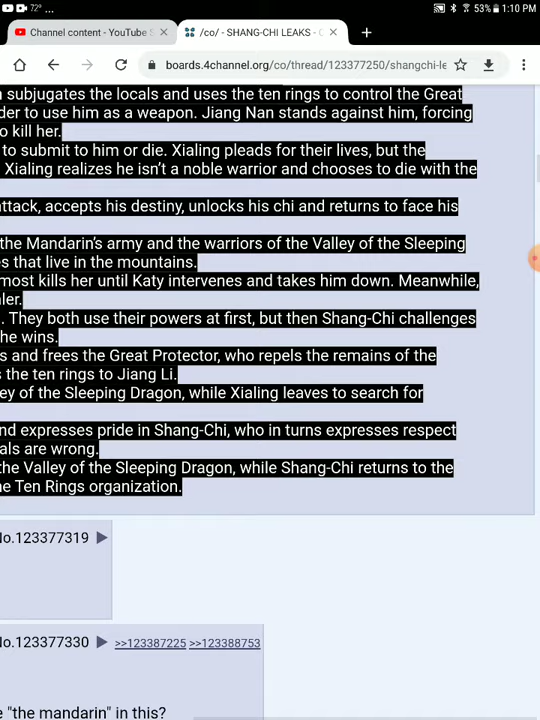 72°
53% 1:10 PM
Channel content - YouTube S
/co/ - SHANG-CHI LEAKS - C
boards.4channel.org/co/thread/123377250/shangchi-le
subjugates the locals and uses the ten rings to control the Great
der to use him as a weapon. Jiang Nan stands against him, forcing
o kill her.
to submit to him or die. Xialing pleads for their lives, but the
Xialing realizes he isn’t a noble warrior and chooses to die with the
attack, accepts his destiny, unlocks his chi and returns to face his
the Mandarin’s army and the warriors of the Valley of the Sleeping
es that live in the mountains.
most kills her until Katy intervenes and takes him down. Meanwhile,
ler.
. They both use their powers at first, but then Shang-Chi challenges
he wins.
s and frees the Great Protector, who repels the remains of the
s the ten rings to Jiang Li.
ey of the Sleeping Dragon, while Xialing leaves to search for
nd expresses pride in Shang-Chi, who in turns expresses respect
als are wrong.
the Valley of the Sleeping Dragon, while Shang-Chi returns to the
e Ten Rings organization.
No.123377319
No.123377330 >>123387225 >>123388753
e "the mandarin" in this?